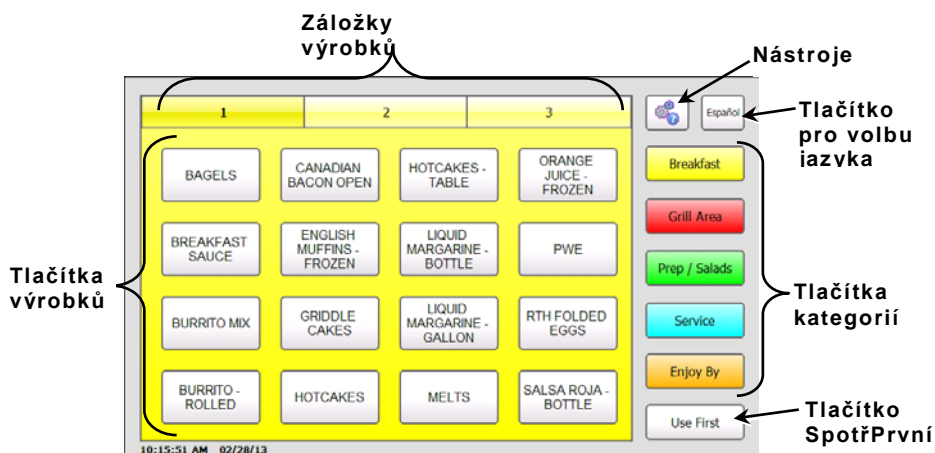 Záložky
výrobků
Nástroje
1
2
3
Español
Tlačítko
pro volbu
jazyka
BAGELS
CANADIAN
BACON OPEN
HOTCAKES -
TABLE
ORANGE
JUICE -
FROZEN
Breakfast
BREAKFAST
SAUCE
ENGLISH
MUFFINS -
FROZEN
LIQUID
MARGARINE -
BOTTLE
PWE
Grill Area
Prep / Salads
Tlačítka
výrobků
Tlačítka
kategorií
BURRITO MIX
GRIDDLE
CAKES
LIQUID
MARGARINE -
GALLON
RTH FOLDED
EGGS
Service
Enjoy By
BURRITO -
ROLLED
HOTCAKES
MELTS
SALSA ROJA -
BOTTLE
Use First
Tlačítko
SpotřPrvní
10:15:51 AM 02/28/13